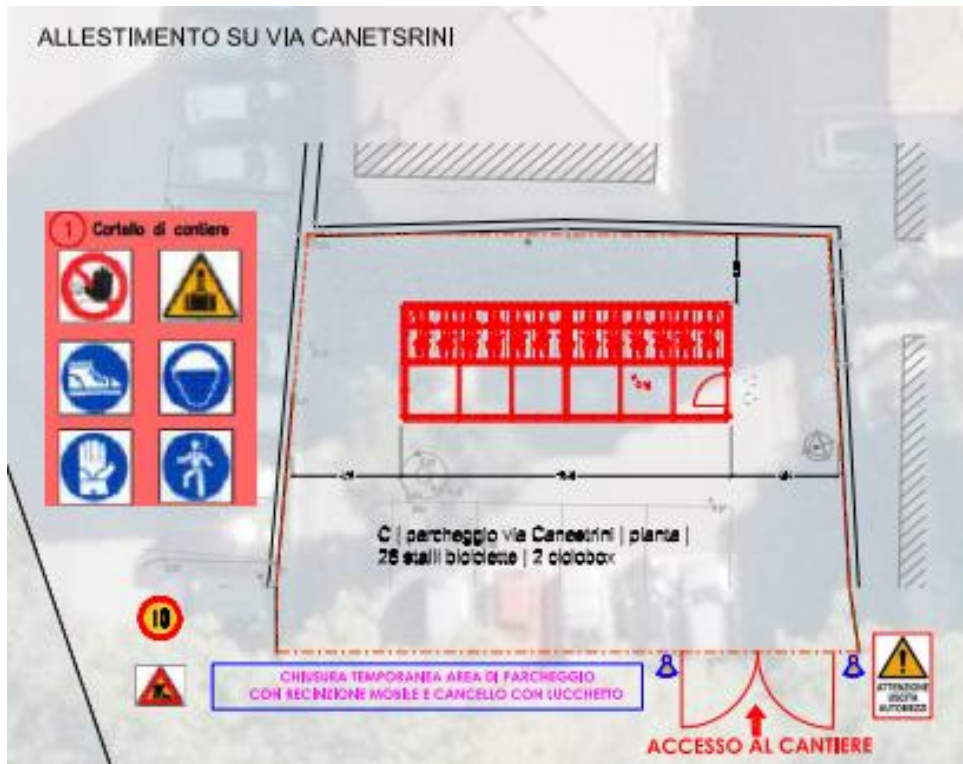 ALLESTIMENTO SU VIA CANETSRINI
1 Cartello di cantiere
C | parcheggio via Canestrini | pianta |
26 stalli biciclette | 2 ciclobox
10
CHIUSURA TEMPORANEA AREA DI PARCHEGGIO
CON RECINZIONE MOBILE E CANCELLO CON LUCCHETTO
ATTENZIONE
USCITA
AUTOMEZZI
ACCESSO AL CANTIERE